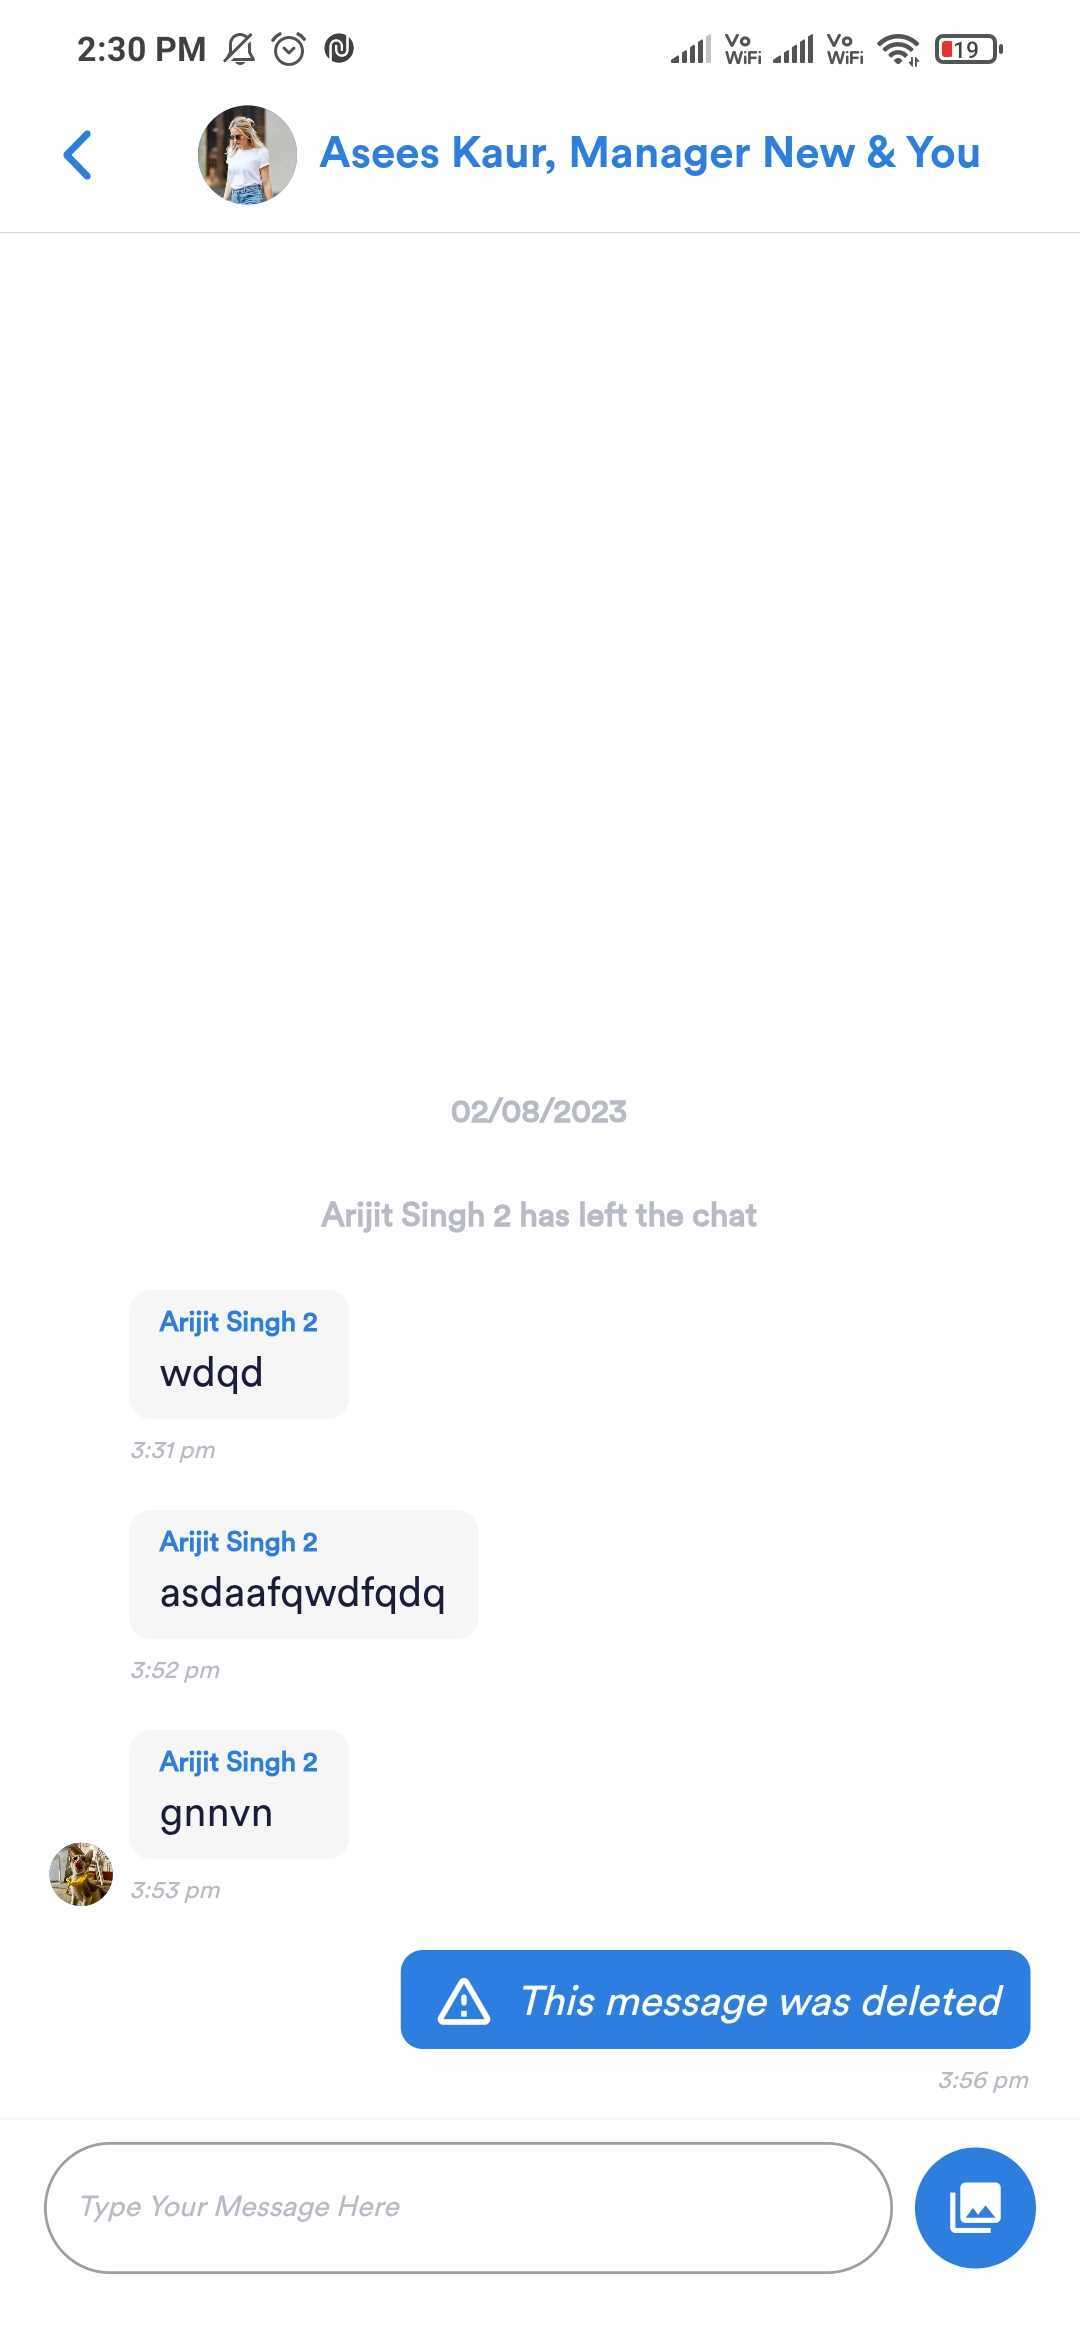 2:30 PM
Vo WiFi
Vo WiFi
19
Asees Kaur, Manager New & You
02/08/2023
Arijit Singh 2 has left the chat
Arijit Singh 2
wdqd
3:31 pm
Arijit Singh 2
asdaafqwdfqdq
3:52 pm
Arijit Singh 2
gnnvn
3:53 pm
This message was deleted
3:56 pm
Type Your Message Here